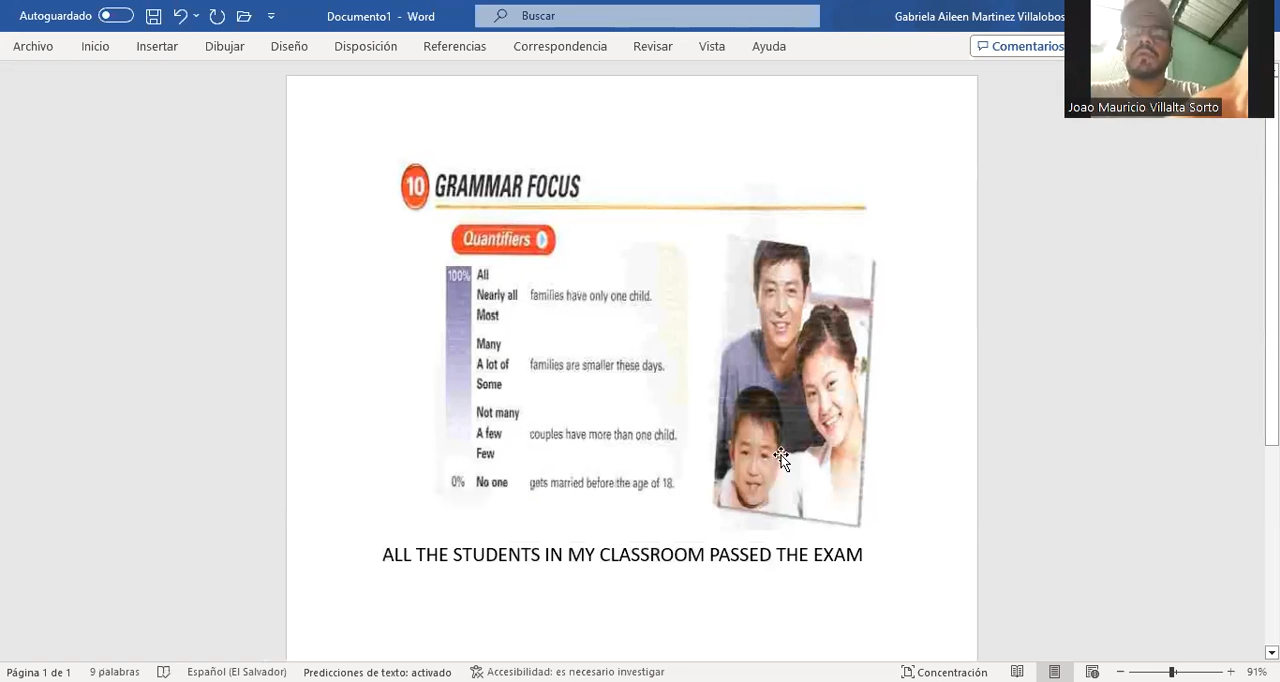 Autoguardado
Documento1 - Word
Buscar
Gabriela Aileen Martinez Villalobos
Archivo Inicio Insertar Dibujar Diseño Disposición Referencias Correspondencia Revisar Vista Ayuda
Comentarios
Joao Mauricio Villalta Sorto
10 GRAMMAR FOCUS
Quantifiers
100% All
Nearly all families have only one child.
Most
Many
A lot of families are smaller these days.
Some
Not many
A few couples have more than one child.
Few
0% No one gets married before the age of 18.
ALL THE STUDENTS IN MY CLASSROOM PASSED THE EXAM
Página 1 de 1 9 palabras Español (El Salvador) Predicciones de texto: activado Accesibilidad: es necesario investigar Concentración 91%